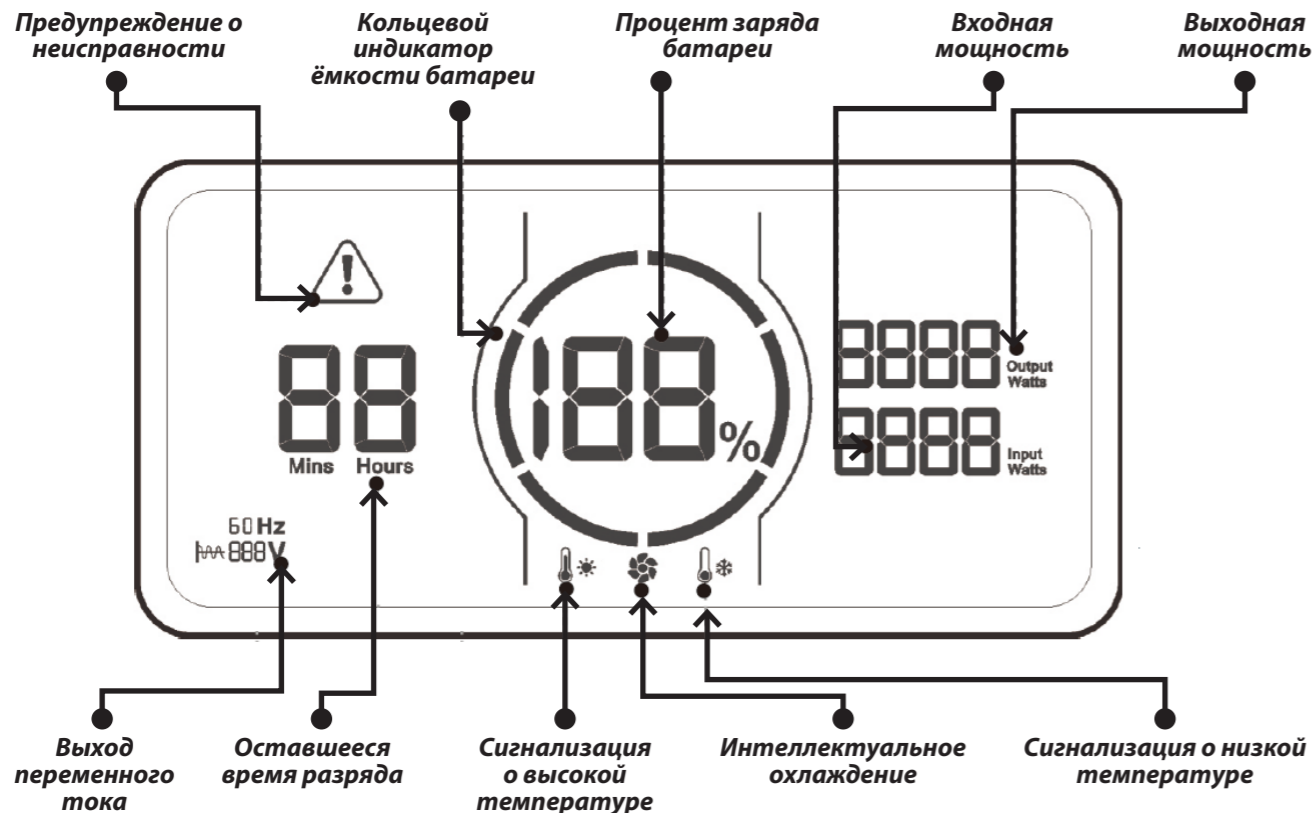 Предупреждение о
неисправности
Кольцевой
индикатор
ёмкости батареи
Процент заряда
батареи
Входная
мощность
Выходная
мощность
88
Mins Hours
188%
8888
Output
Watts
8888
Input
Watts
60 Hz
888V
Выход
переменного
тока
Оставшееся
время разряда
Сигнализация
о высокой
температуре
Интеллектуальное
охлаждение
Сигнализация о низкой
температуре